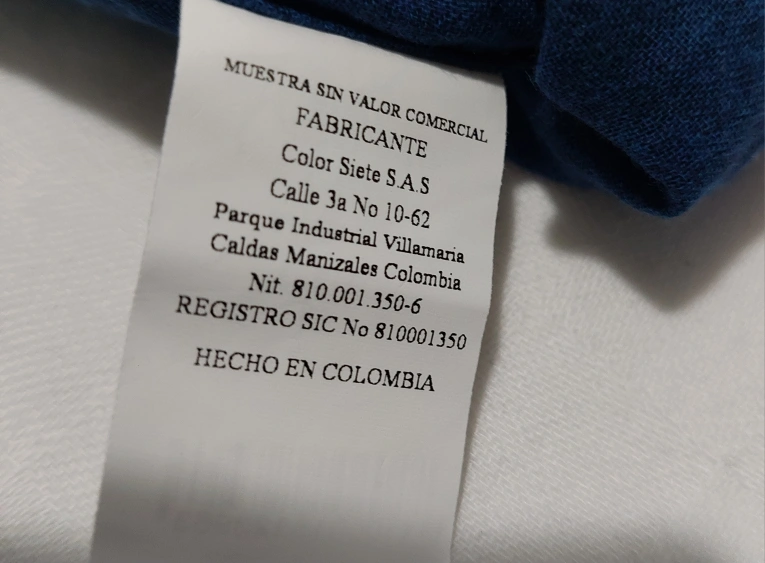 MUESTRA SIN VALOR COMERCIAL
FABRICANTE
Color Siete S.A.S
Calle 3a No 10-62
Parque Industrial Villamaria
Caldas Manizales Colombia
Nit. 810.001.350-6
REGISTRO SIC No 810001350
HECHO EN COLOMBIA